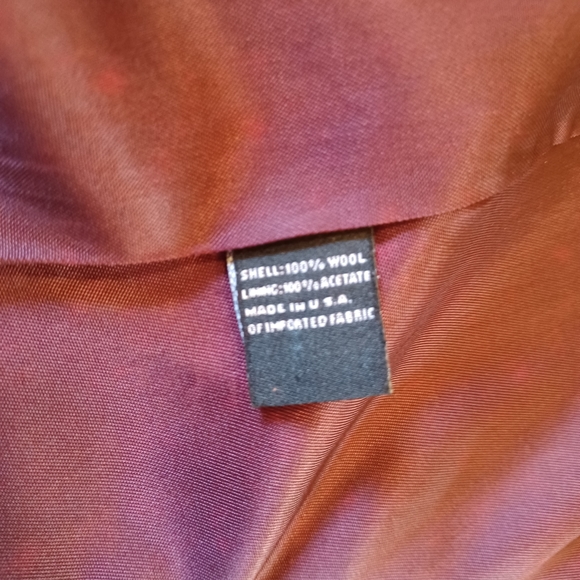 SHELL:100% WOOL
LINING:100% ACETATE
MADE IN U.S.A.
OF IMPORTED FABRIC